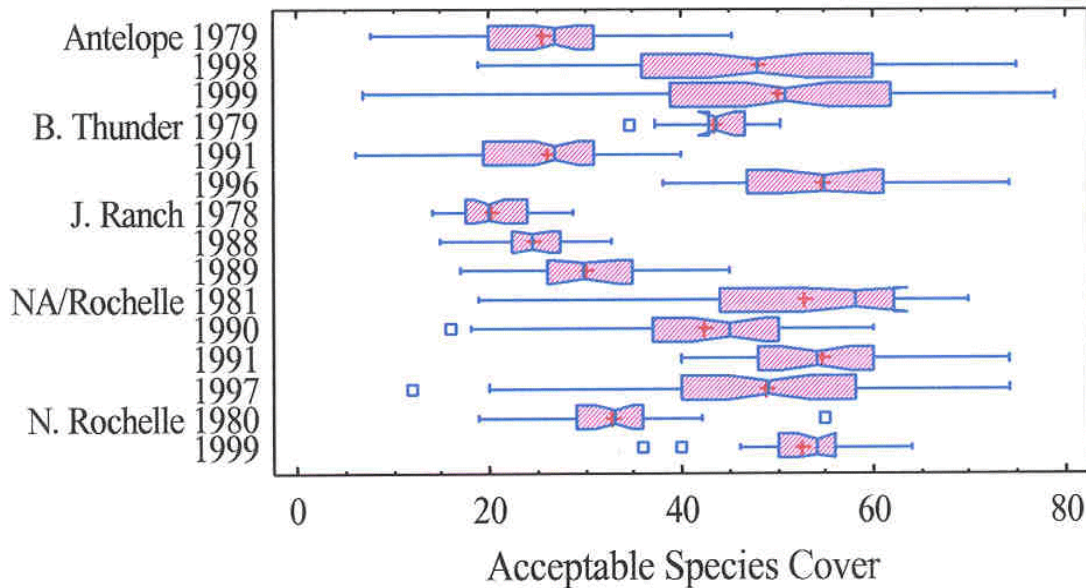 Antelope 1979
1998
1999
B. Thunder 1979
1991
1996
J. Ranch 1978
1988
1989
NA/Rochelle 1981
1990
1991
1997
N. Rochelle 1980
1999
0 20 40 60 80
Acceptable Species Cover